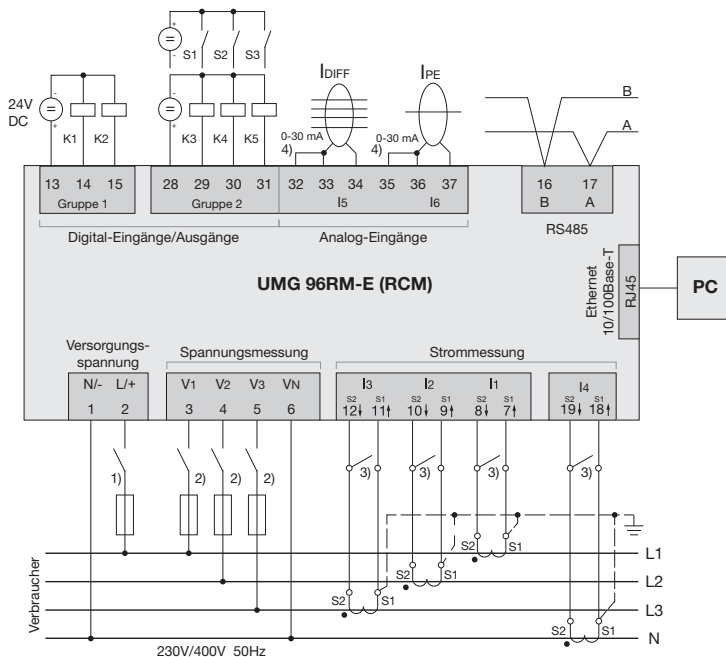 S1 S2 S3
IDIFF IPE
24V
DC
K1 K2 K3 K4 K5
0-30 mA 0-30 mA
4) 4)
B
A
13 14 15 28 29 30 31 32 33 34 35 36 37 16 17
Gruppe 1 Gruppe 2 I5 I6 B A
Digital-Eingänge/Ausgänge Analog-Eingänge RS485
UMG 96RM-E (RCM)
Ethernet
10/100Base-T
RJ45
PC
Versorgungs-
spannung
Spannungsmessung Strommessung
N/- L/+ V1 V2 V3 VN I3 I2 I1 I4
S2 S1 S2 S1 S2 S1 S2 S1
1 2 3 4 5 6 12 11 10 9 8 7 19 18
1) 2) 2) 2) 3) 3) 3) 3)
S2 S1
L1
S2 S1
L2
S2 S1
L3
S2 S1
N
Verbraucher
230V/400V 50Hz